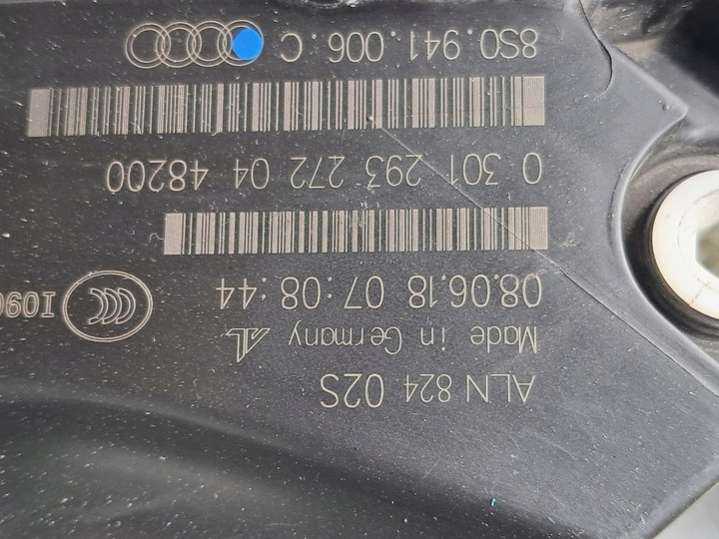 ALN 824 02S
Made in Germany AL
08.06.18 07:08:44
0 301 293 272 04 48200
8S0.941.006.C